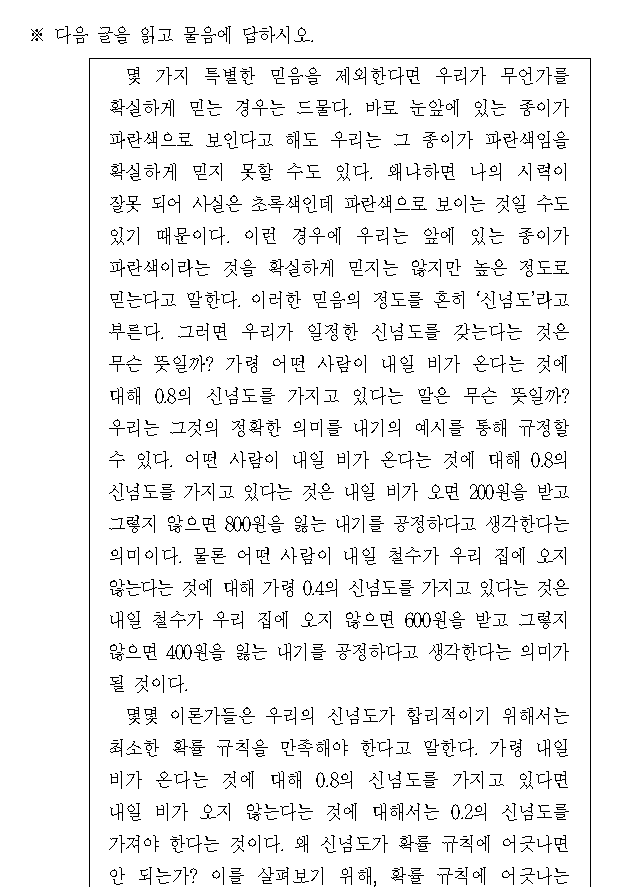 ※ 다음 글을 읽고 물음에 답하시오.
몇 가지 특별한 믿음을 제외한다면 우리가 무언가를
확실하게 믿는 경우는 드물다. 바로 눈앞에 있는 종이가
파란색으로 보인다고 해도 우리는 그 종이가 파란색임을
확실하게 믿지 못할 수도 있다. 왜냐하면 나의 시력이
잘못 되어 사실은 초록색인데 파란색으로 보이는 것일 수도
있기 때문이다. 이런 경우에 우리는 앞에 있는 종이가
파란색이라는 것을 확실하게 믿지는 않지만 높은 정도로
믿는다고 말한다. 이러한 믿음의 정도를 흔히 ‘신념도’라고
부른다. 그러면 우리가 일정한 신념도를 갖는다는 것은
무슨 뜻일까? 가령 어떤 사람이 내일 비가 온다는 것에
대해 0.8의 신념도를 가지고 있다는 말은 무슨 뜻일까?
우리는 그것의 정확한 의미를 내기의 예시를 통해 규정할
수 있다. 어떤 사람이 내일 비가 온다는 것에 대해 0.8의
신념도를 가지고 있다는 것은 내일 비가 오면 200원을 받고
그렇지 않으면 800원을 잃는 내기를 공정하다고 생각한다는
의미이다. 물론 어떤 사람이 내일 철수가 우리 집에 오지
않는다는 것에 대해 가령 0.4의 신념도를 가지고 있다는 것은
내일 철수가 우리 집에 오지 않으면 600원을 받고 그렇지
않으면 400원을 잃는 내기를 공정하다고 생각한다는 의미가
될 것이다.
몇몇 이론가들은 우리의 신념도가 합리적이기 위해서는
최소한 확률 규칙을 만족해야 한다고 말한다. 가령 내일
비가 온다는 것에 대해 0.8의 신념도를 가지고 있다면
내일 비가 오지 않는다는 것에 대해서는 0.2의 신념도를
가져야 한다는 것이다. 왜 신념도가 확률 규칙에 어긋나면
안 되는가? 이를 살펴보기 위해, 확률 규칙에 어긋나는